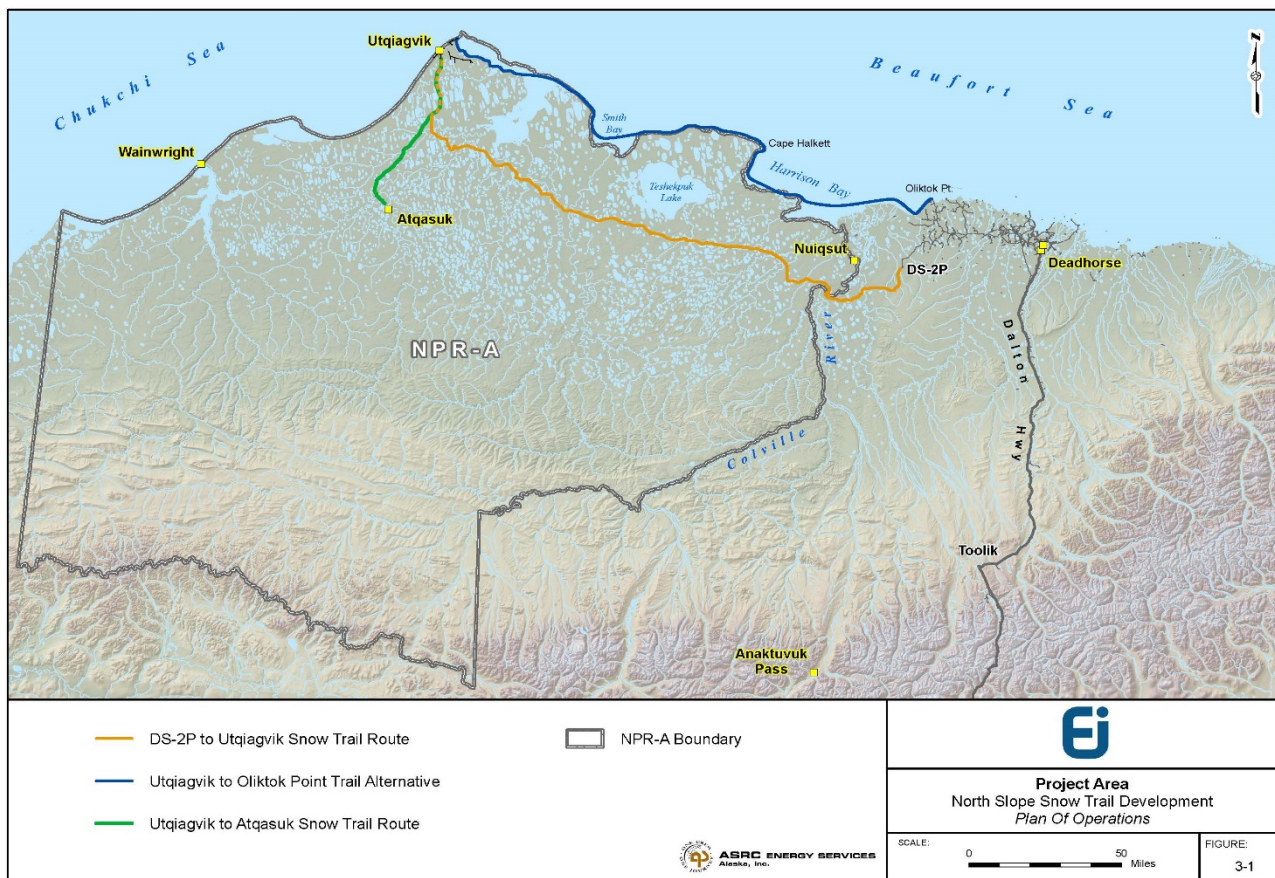 Utqiagvik
Chukchi Sea
Beaufort Sea
N
Wainwright
Smith
Bay
Cape Halkett
Harrison Bay
Teshekpuk
Lake
Oliktok Pt.
Atqasuk
Nuiqsut
DS-2P
Deadhorse
NPR-A
River
Colville
Dalton Hwy
Toolik
Anaktuvuk
Pass
DS-2P to Utqiagvik Snow Trail Route
Utqiagvik to Oliktok Point Trail Alternative
Utqiagvik to Atqasuk Snow Trail Route
NPR-A Boundary
ASRC ENERGY SERVICES
Alaska, Inc.
Ej
Project Area
North Slope Snow Trail Development
Plan Of Operations
SCALE:
0 50
Miles
FIGURE:
3-1